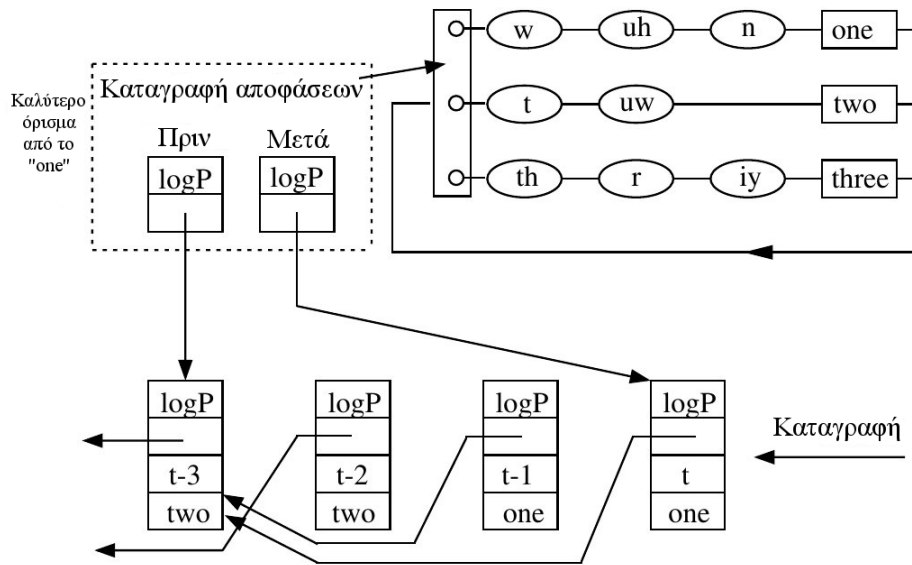 w uh n one
Καταγραφή αποφάσεων
Καλύτερο
όρισμα
από το
"one"
t uw two
Πριν Μετά
logP logP
th r iy three
logP logP logP logP
Καταγραφή
t-3 t-2 t-1 t
two two one one